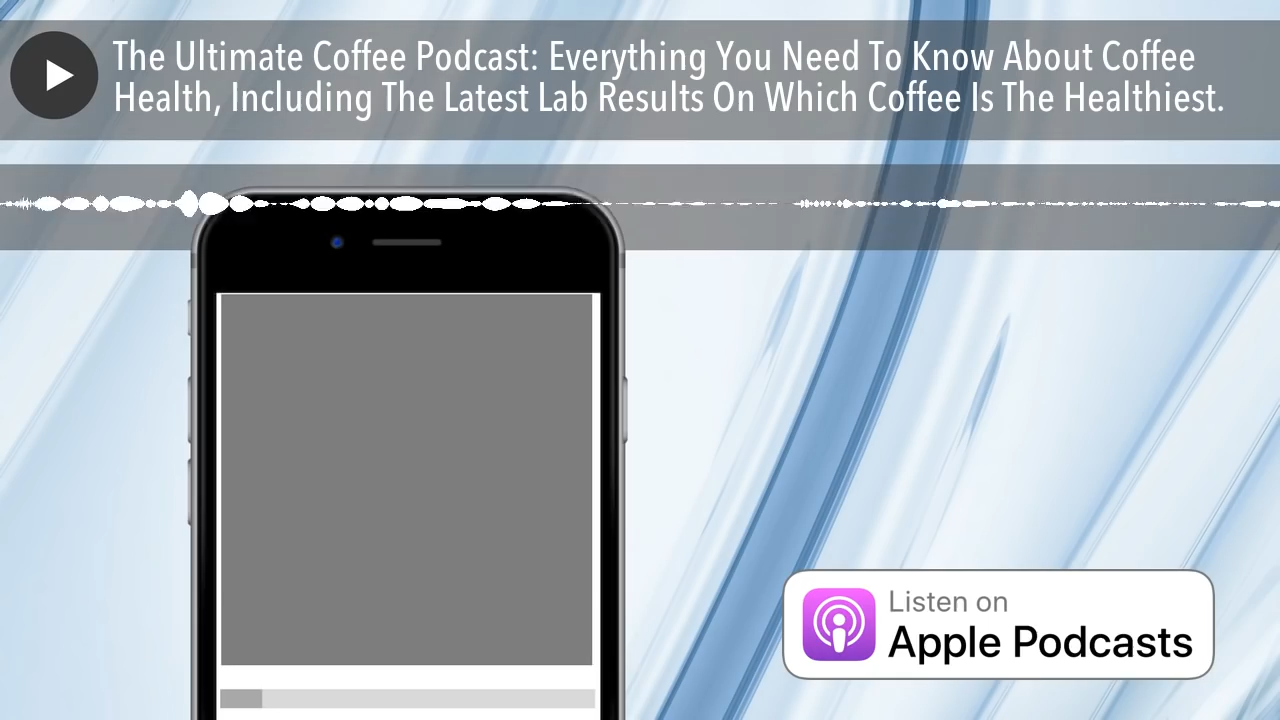 The Ultimate Coffee Podcast: Everything You Need To Know About Coffee
Health, Including The Latest Lab Results On Which Coffee Is The Healthiest.
Listen on
Apple Podcasts